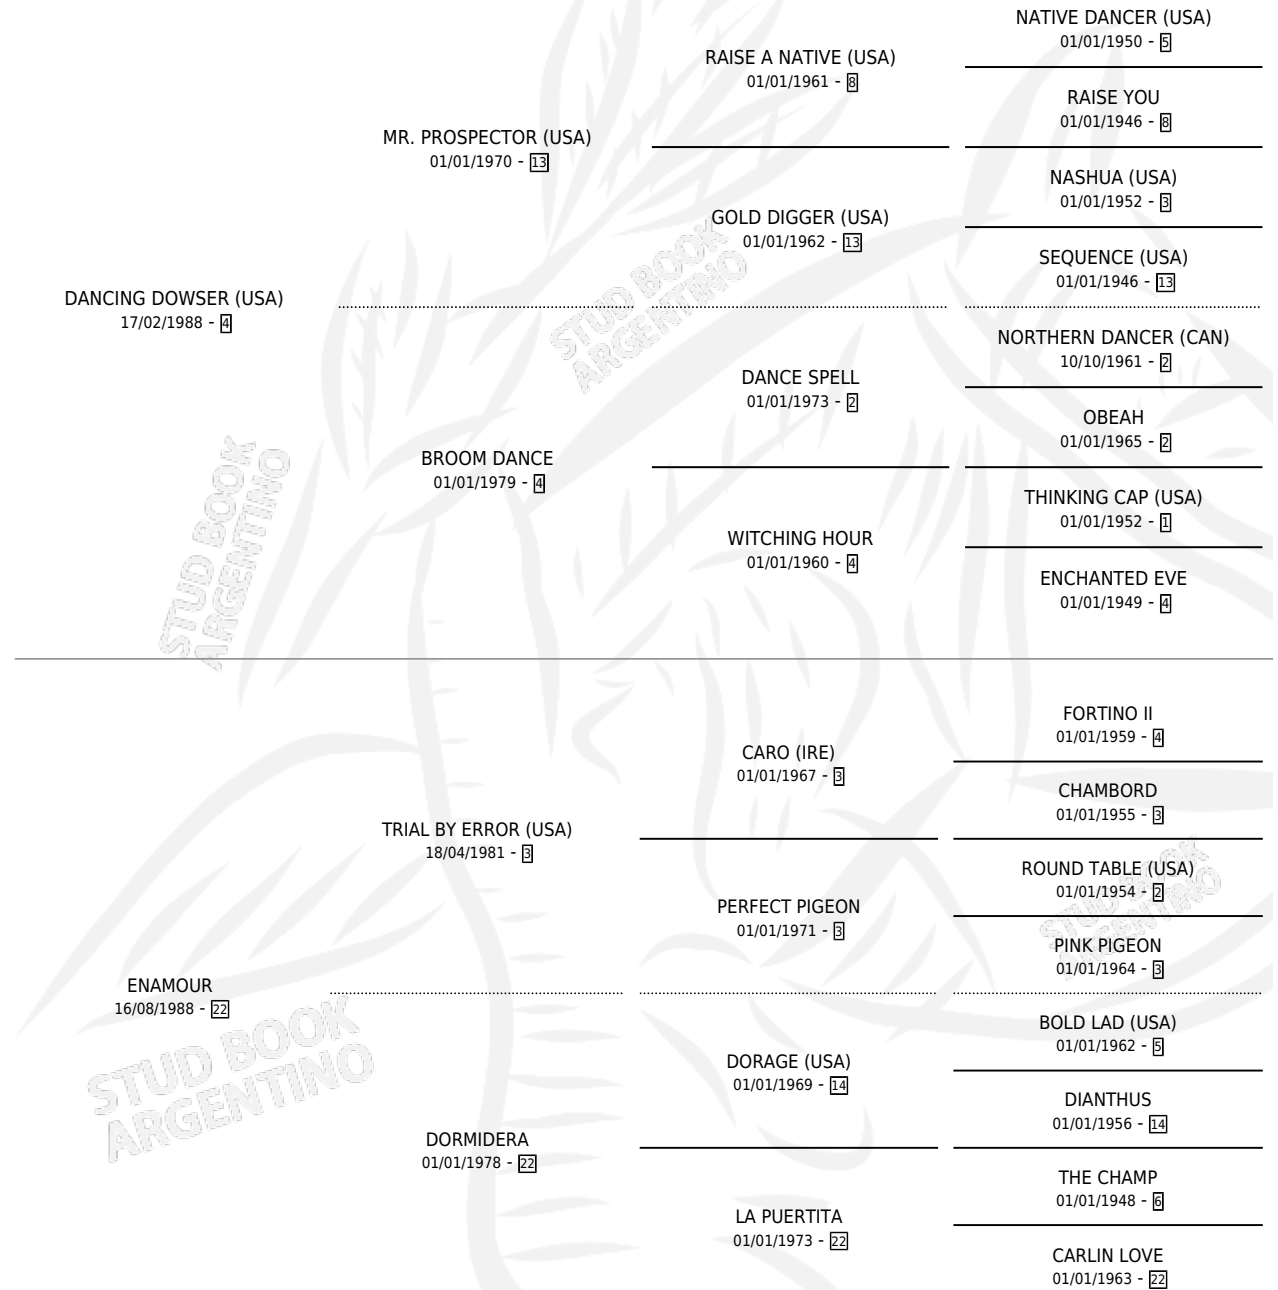 NATIVE DANCER (USA)
01/01/1950 - 5
RAISE A NATIVE (USA)
01/01/1961 - 8
RAISE YOU
01/01/1946 - 8
MR. PROSPECTOR (USA)
01/01/1970 - 13
NASHUA (USA)
01/01/1952 - 3
GOLD DIGGER (USA)
01/01/1962 - 13
SEQUENCE (USA)
01/01/1946 - 13
DANCING DOWSER (USA)
17/02/1988 - 4
NORTHERN DANCER (CAN)
10/10/1961 - 2
DANCE SPELL
01/01/1973 - 2
OBEAH
01/01/1965 - 2
BROOM DANCE
01/01/1979 - 4
THINKING CAP (USA)
01/01/1952 - 1
WITCHING HOUR
01/01/1960 - 4
ENCHANTED EVE
01/01/1949 - 4
FORTINO II
01/01/1959 - 4
CARO (IRE)
01/01/1967 - 3
CHAMBORD
01/01/1955 - 3
TRIAL BY ERROR (USA)
18/04/1981 - 3
ROUND TABLE (USA)
01/01/1954 - 2
PERFECT PIGEON
01/01/1971 - 3
PINK PIGEON
01/01/1964 - 3
ENAMOUR
16/08/1988 - 22
BOLD LAD (USA)
01/01/1962 - 5
DORAGE (USA)
01/01/1969 - 14
DIANTHUS
01/01/1956 - 14
DORMIDERA
01/01/1978 - 22
THE CHAMP
01/01/1948 - 6
LA PUERTITA
01/01/1973 - 22
CARLIN LOVE
01/01/1963 - 22
STUD BOOK
ARGENTINO
STUD BOOK
ARGENTINO
STUD BOOK
ARGENTINO
STUD BOOK
ARGENTINO